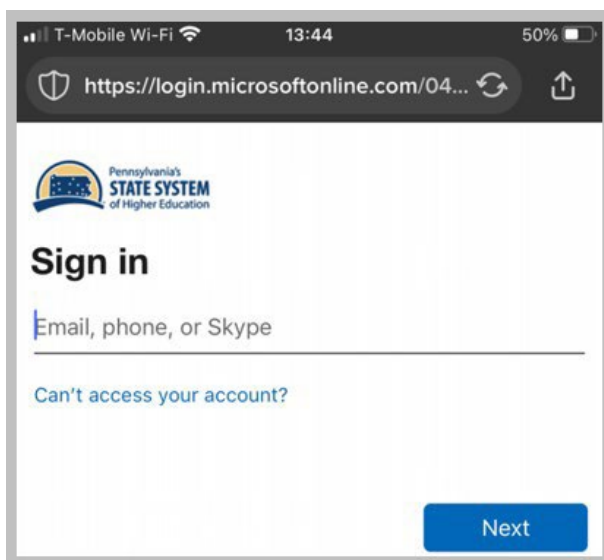 T-Mobile Wi-Fi 13:44 50%
https://login.microsoftonline.com/04...
Pennsylvania's
STATE SYSTEM
of Higher Education
Sign in
Email, phone, or Skype
Can't access your account?
Next